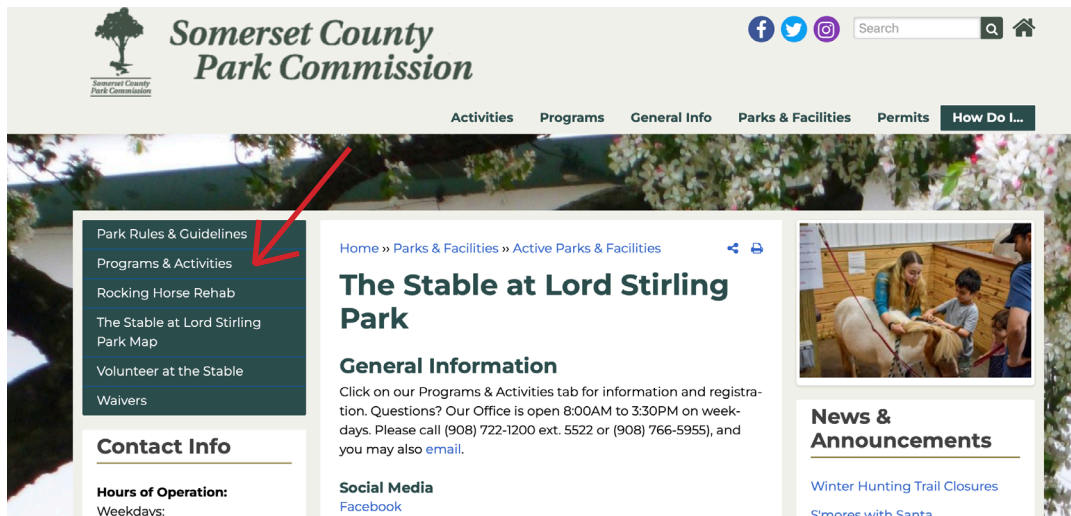 Somerset County
Park Commission
Somerset County
Park Commission
Search
Activities
Programs
General Info
Parks & Facilities
Permits
How Do I...
Park Rules & Guidelines
Programs & Activities
Rocking Horse Rehab
The Stable at Lord Stirling
Park Map
Volunteer at the Stable
Waivers
Contact Info
Hours of Operation:
Weekdays:
Home ›› Parks & Facilities ›› Active Parks & Facilities
The Stable at Lord Stirling
Park
General Information
Click on our Programs & Activities tab for information and registra-
tion. Questions? Our Office is open 8:00AM to 3:30PM on week-
days. Please call (908) 722-1200 ext. 5522 or (908) 766-5955), and
you may also email.
Social Media
Facebook
News &
Announcements
Winter Hunting Trail Closures
S'mores with Santa